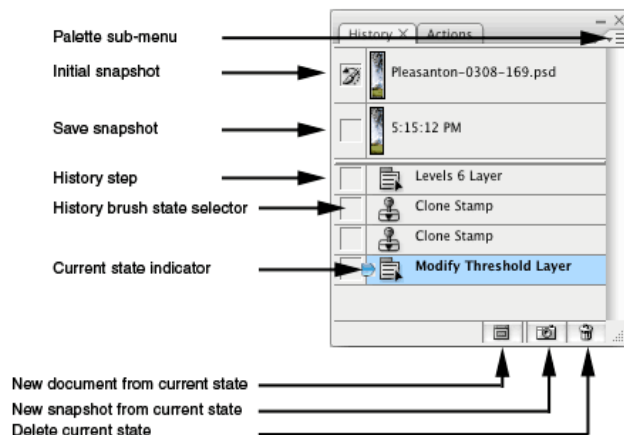 History X Actions
Palette sub-menu
Initial snapshot
Pleasanton-0308-169.psd
Save snapshot
5:15:12 PM
History step
Levels 6 Layer
History brush state selector
Clone Stamp
Clone Stamp
Current state indicator
Modify Threshold Layer
New document from current state
New snapshot from current state
Delete current state